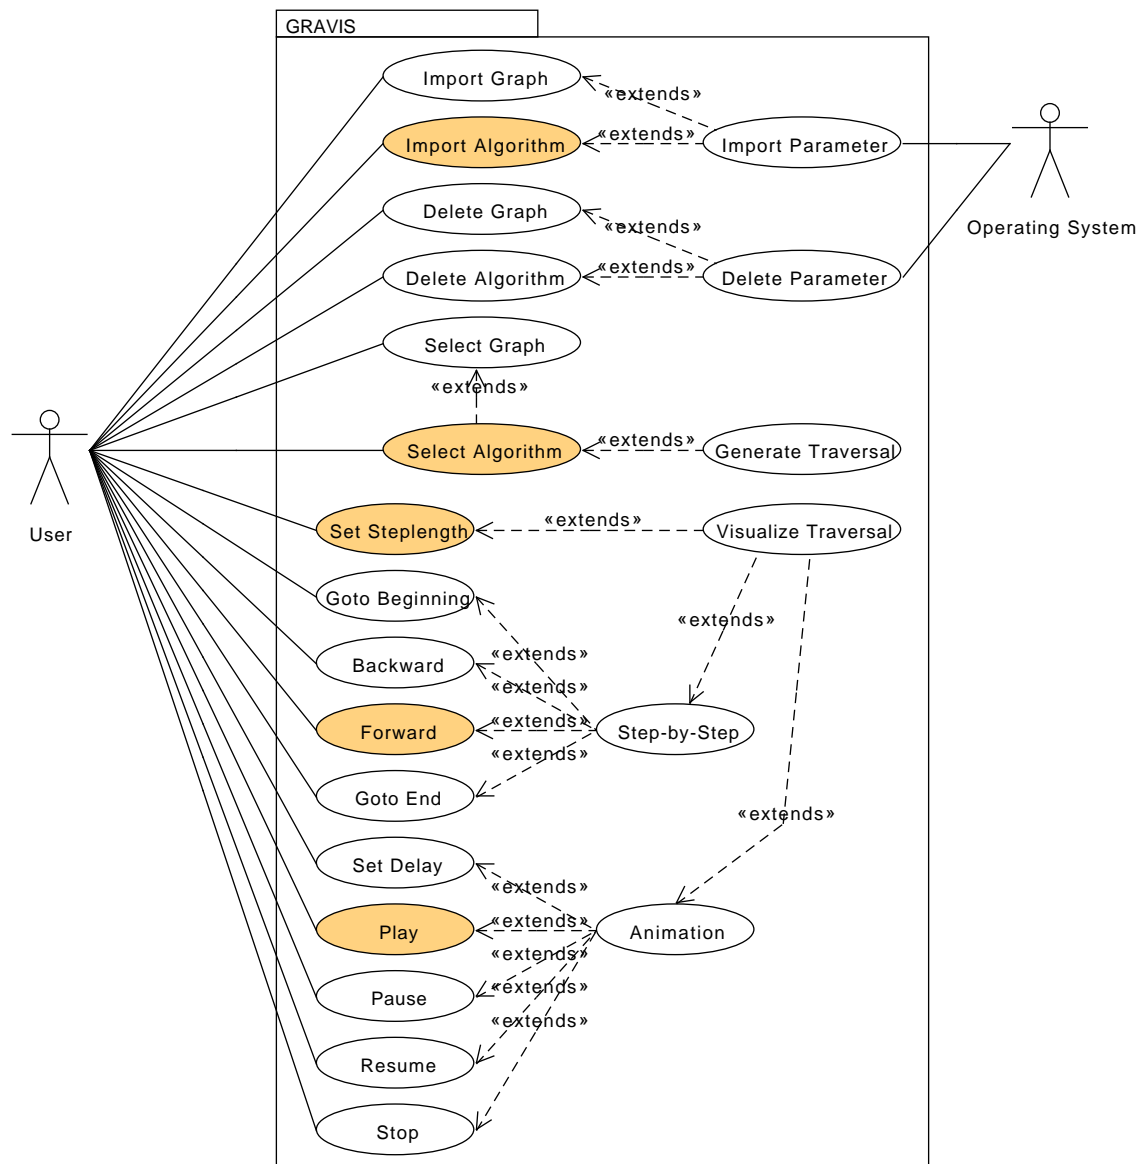 GRAVIS
Import Graph
«extends»
Import Algorithm
«extends»
Import Parameter
Delete Graph
«extends»
Operating System
Delete Algorithm
«extends»
Delete Parameter
Select Graph
«extends»
Select Algorithm
«extends»
Generate Traversal
User
Set Steplength
«extends»
Visualize Traversal
Goto Beginning
«extends»
Backward
«extends»
«extends»
Forward
«extends»
Step-by-Step
«extends»
Goto End
«extends»
Set Delay
«extends»
Play
«extends»
Animation
«extends»
Pause
«extends»
«extends»
Resume
Stop